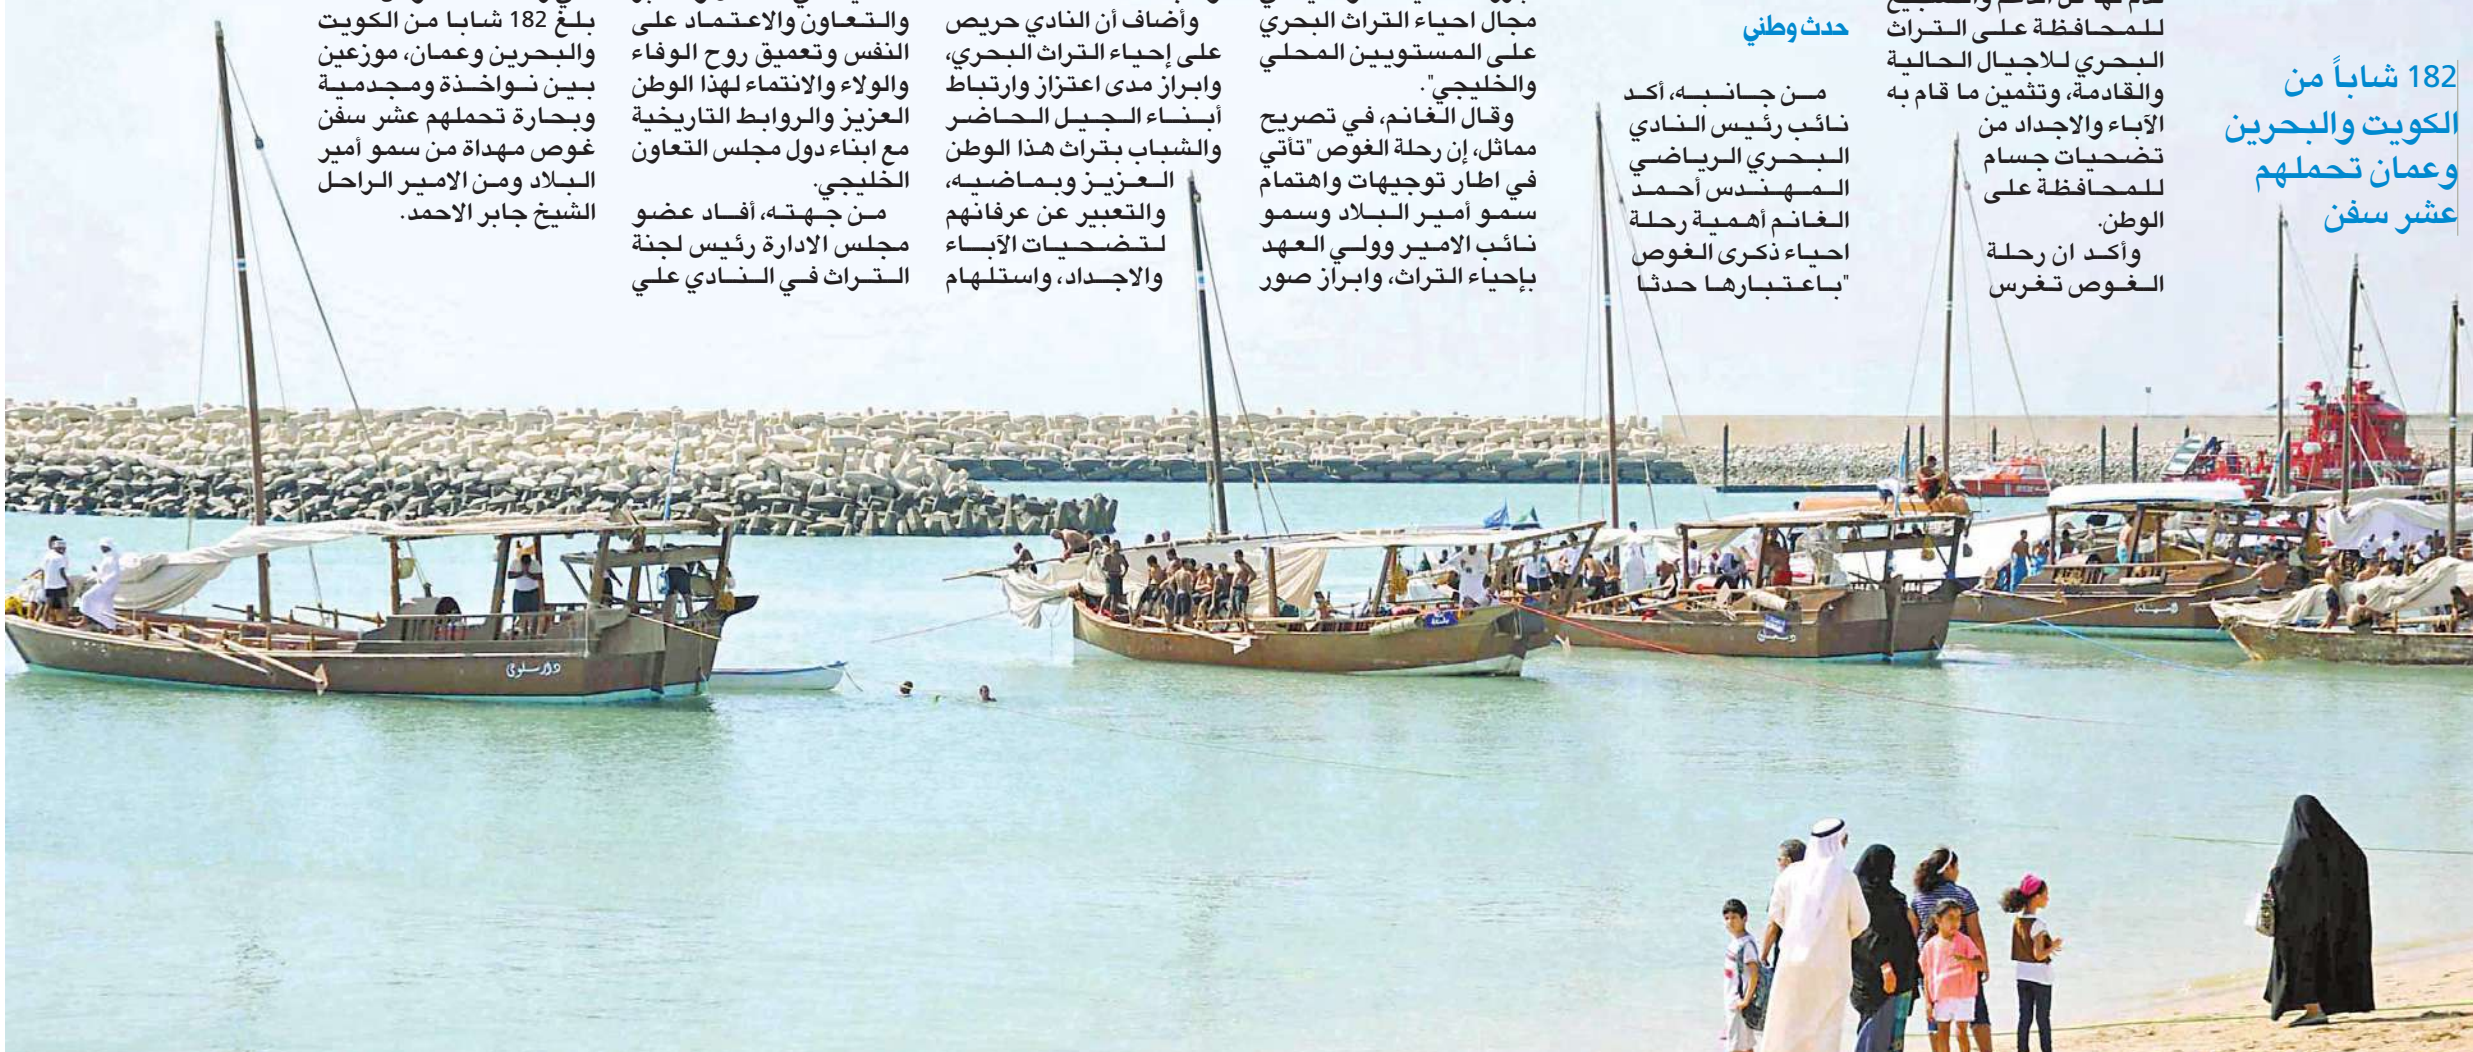 182 شاباً من
الكويت والبحرين
وعمان تحملهم
عشر سفن
للمحافظة على التراث
البحري للاجيال الحالية
والقادمة، وتثمين ما قام به
الآباء والاجداد من
تضحيات جسام
للمحافظة على
الوطن.
وأكد ان رحلة
الغوص تغرس
حدث وطني
من جانبه، أكد
نائب رئيس النادي
البحري الرياضي
المهندس أحمد
الغانم أهمية رحلة
احياء ذكرى الغوص
"باعتبارها حدثا
مجال احياء التراث البحري
على المستويين المحلي
والخليجي".
وقال الغانم، في تصريح
مماثل، إن رحلة الغوص "تأتي
في اطار توجيهات واهتمام
سمو أمير البلاد وسمو
نائب الامير وولي العهد
بإحياء التراث، وابراز صور
وأضاف أن النادي حريص
على إحياء التراث البحري،
وابراز مدى اعتزاز وارتباط
أبناء الجيل الحاضر
والشباب بتراث هذا الوطن
العزيز وبماضيه،
والتعبير عن عرفانهم
لتضحيات الآباء
والاجداد، واستلهام
والتعاون والاعتماد على
النفس وتعميق روح الوفاء
والولاء والانتماء لهذا الوطن
العزيز والروابط التاريخية
مع ابناء دول مجلس التعاون
الخليجي.
من جهته، أفاد عضو
مجلس الادارة رئيس لجنة
التراث في النادي علي
بلغ 182 شابا من الكويت
والبحرين وعمان، موزعين
بين نواخذة ومجدمية
وبحارة تحملهم عشر سفن
غوص مهداة من سمو أمير
البلاد ومن الامير الراحل
الشيخ جابر الاحمد.